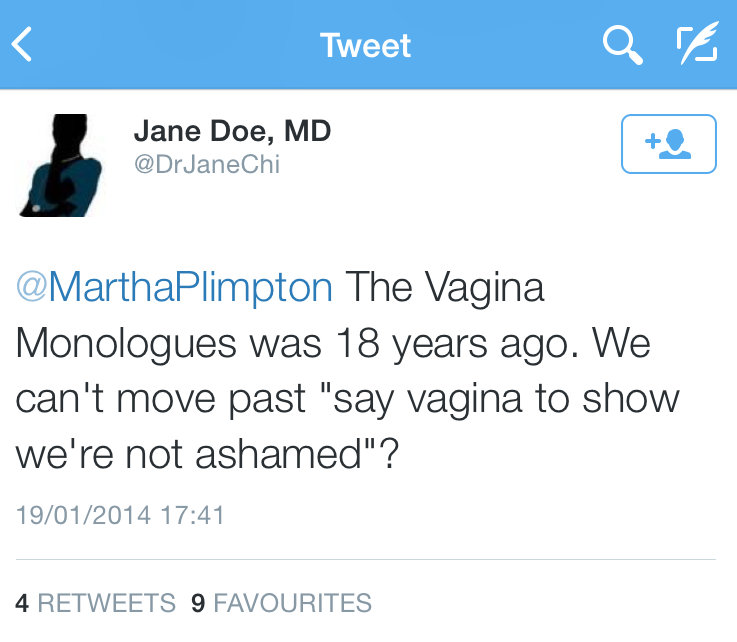 Tweet
Jane Doe, MD
@DrJaneChi
@MarthaPlimpton The Vagina
Monologues was 18 years ago. We
can't move past "say vagina to show
we're not ashamed"?
19/01/2014 17:41
4 RETWEETS 9 FAVOURITES